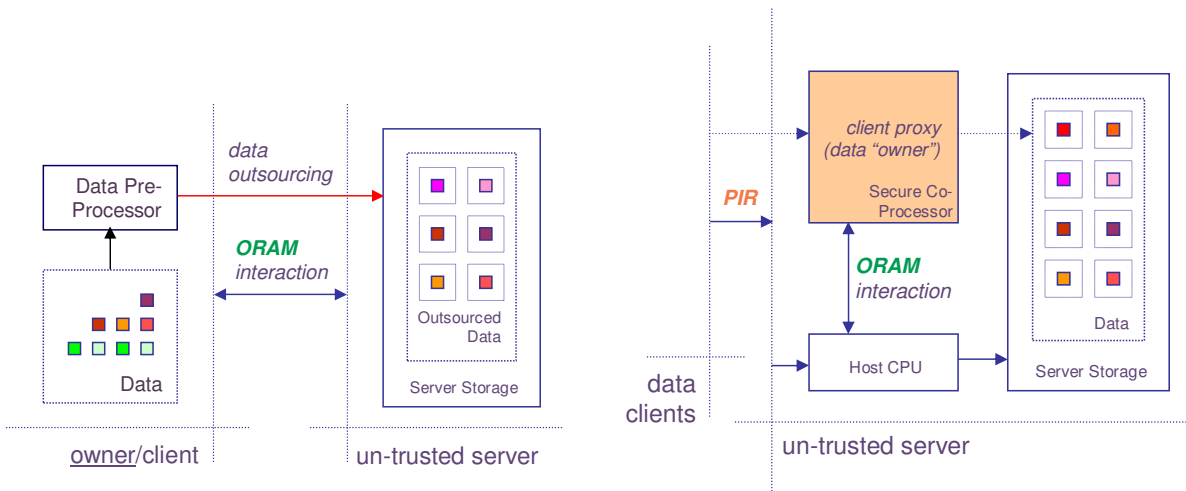 data
outsourcing
Data Pre-
Processor
ORAM
interaction
Data
Outsourced
Data
Server Storage
owner/client
un-trusted server
client proxy
(data “owner”)
Secure Co-
Processor
PIR
ORAM
interaction
Host CPU
Data
Server Storage
data
clients
un-trusted server